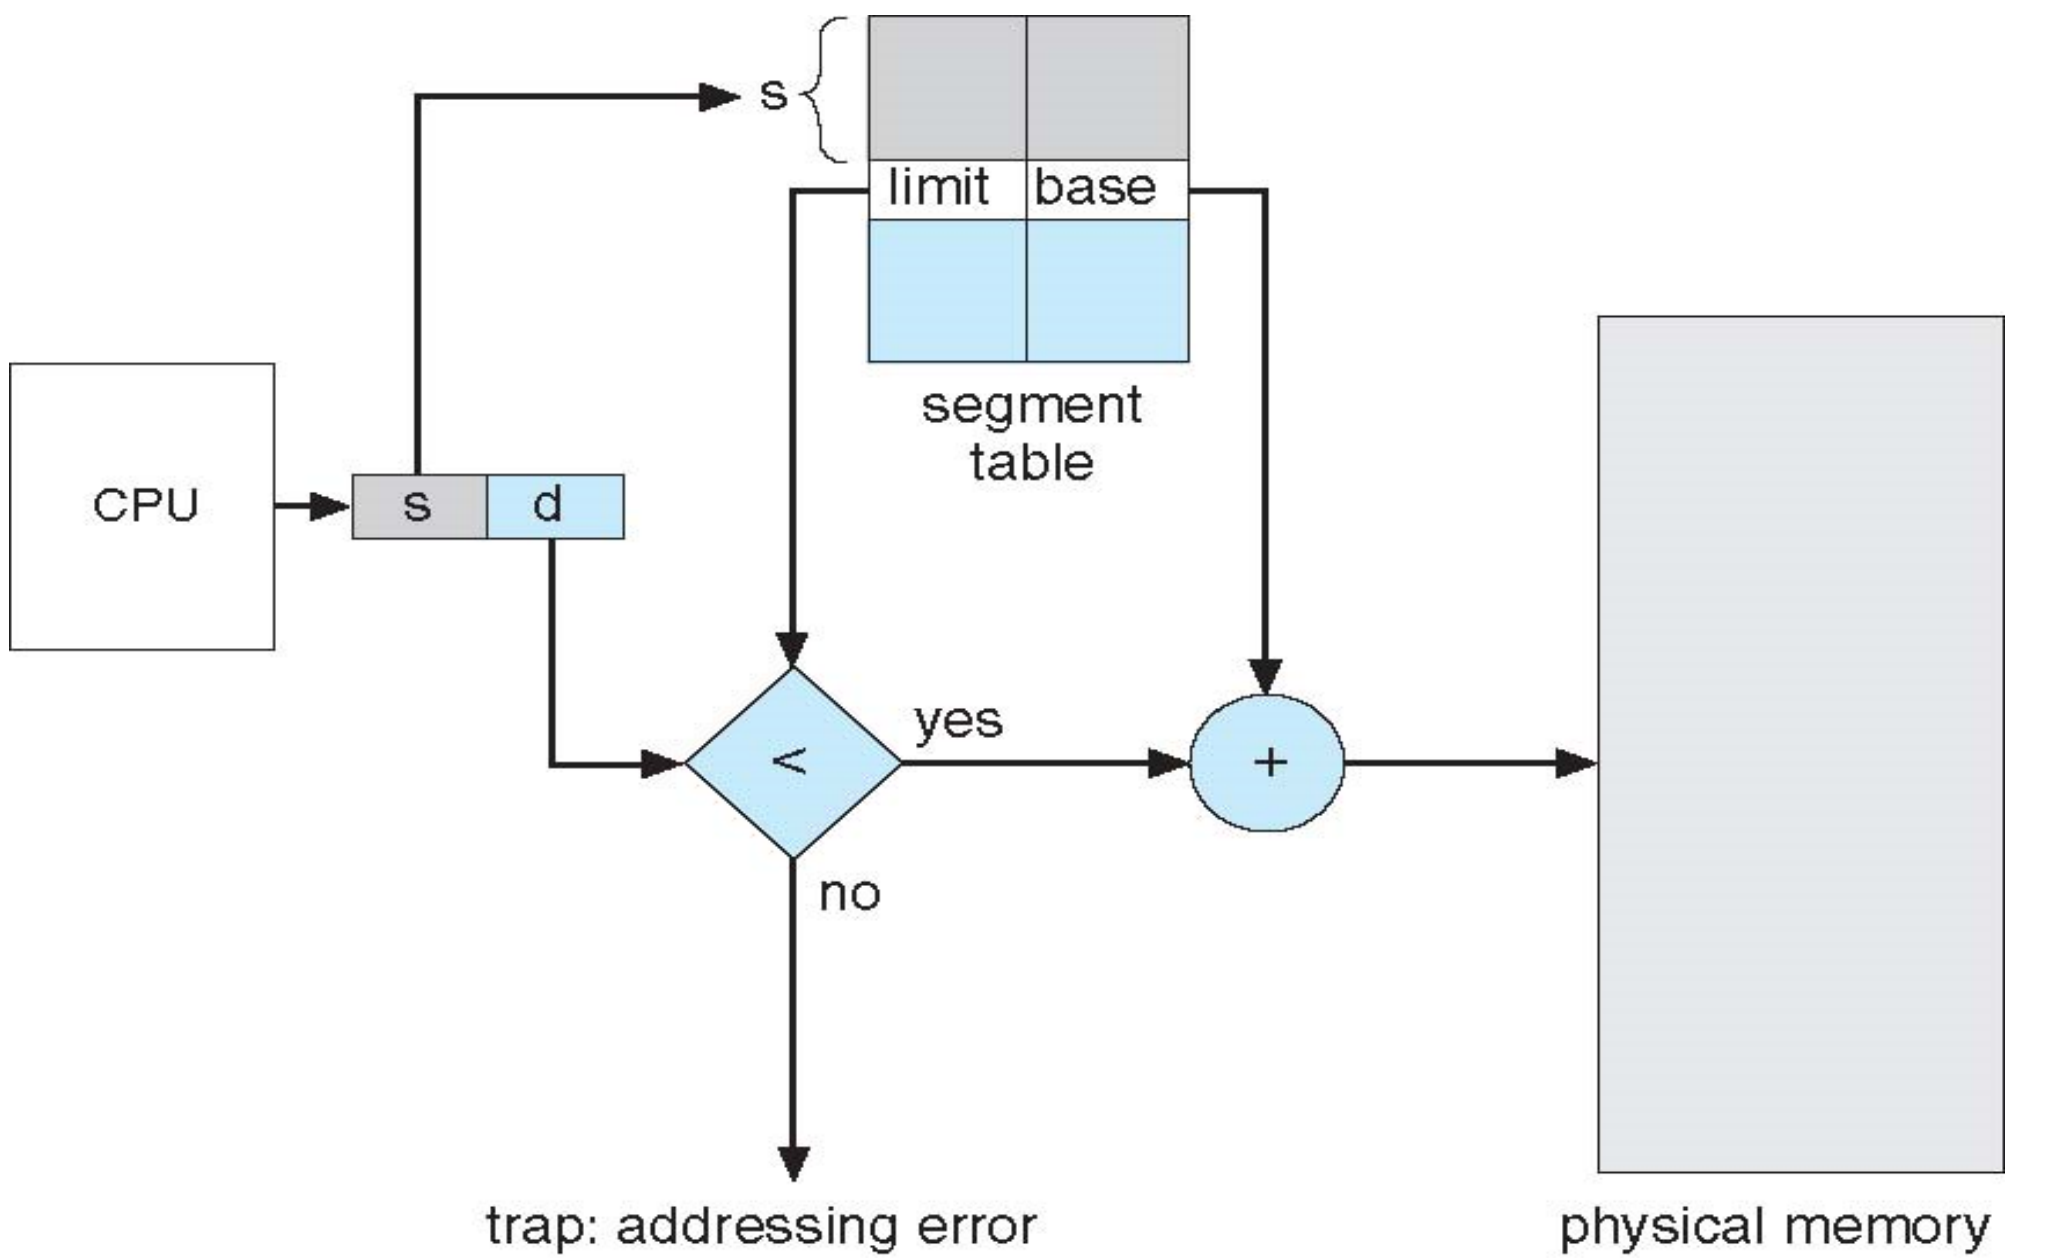 s
limit
base
segment
table
CPU
s
d
<
yes
+
no
trap: addressing error
physical memory